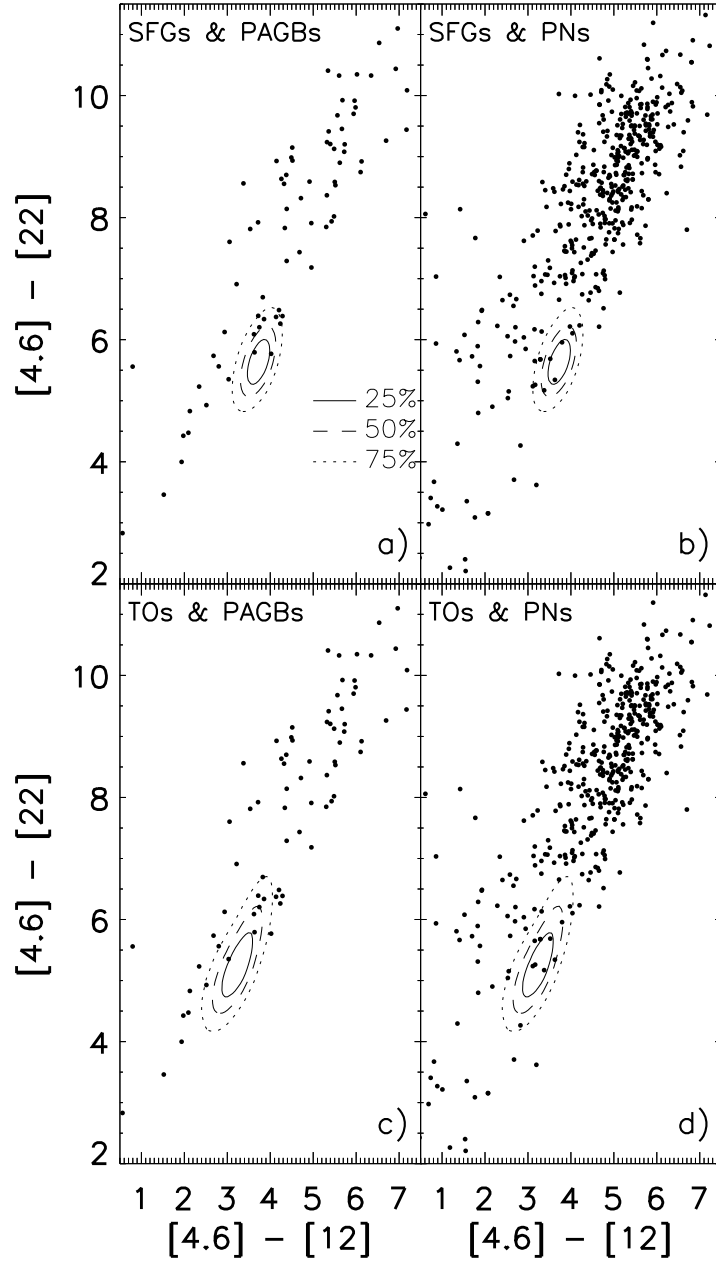 SFGs & PAGBs
SFGs & PNs
10
8
6
4
2
[4.6] − [22]
25%
50%
75%
a)
b)
TOs & PAGBs
TOs & PNs
10
8
6
4
2
[4.6] − [22]
c)
d)
1 2 3 4 5 6 7
1 2 3 4 5 6 7
[4.6] − [12]
[4.6] − [12]